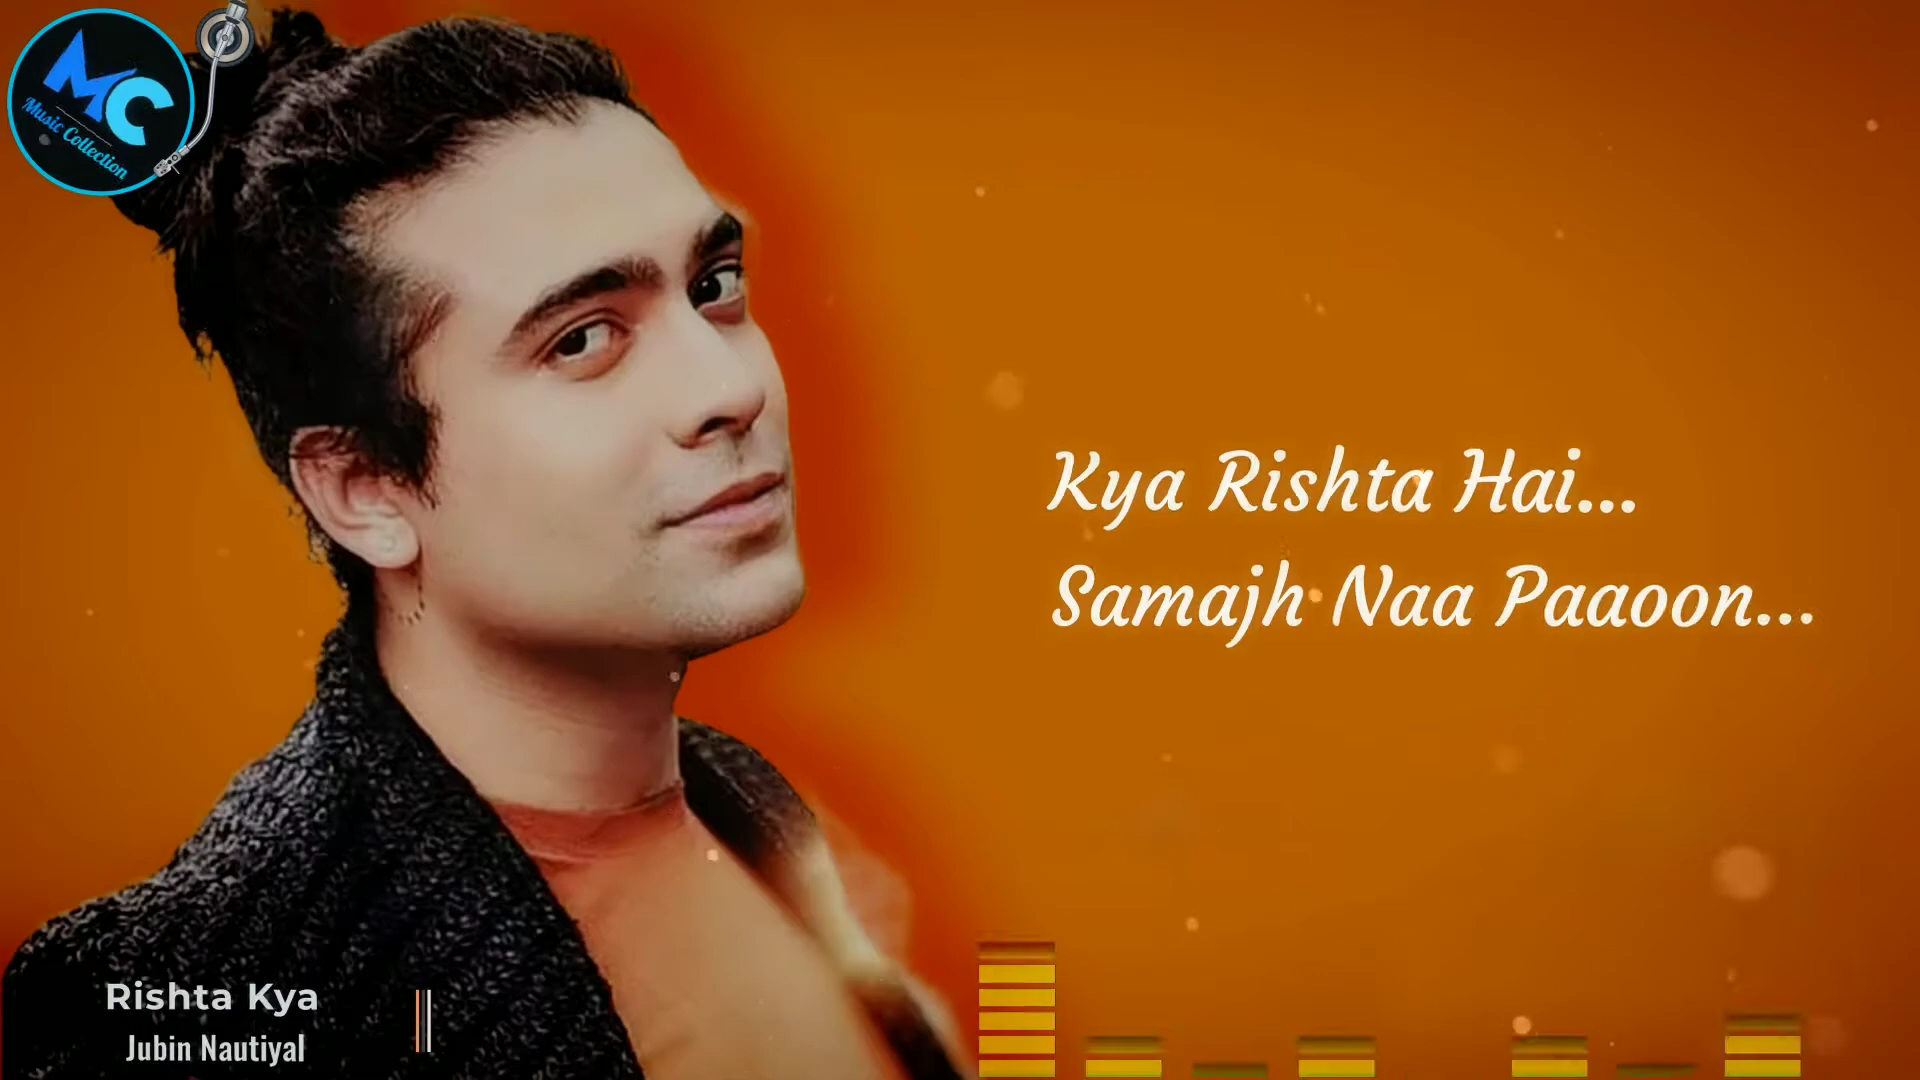 MC
Music Collection
Kya Rishta Hai...
Samajh Naa Paaoon...
Rishta Kya
Jubin Nautiyal